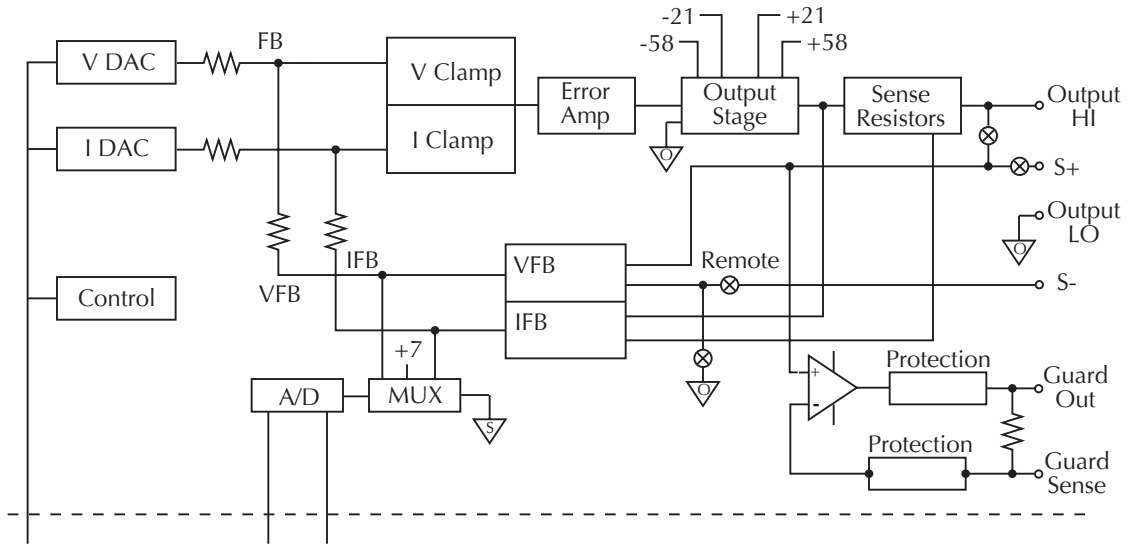 -21
+21
-58
+58
FB
V DAC
V Clamp
Error
Amp
Output
Stage
Sense
Resistors
Output
HI
I DAC
I Clamp
O
S+
Output
LO
O
IFB
VFB
Remote
S-
VFB
Control
IFB
+7
O
A/D
MUX
S
+
-
Protection
Guard
Out
Protection
Guard
Sense